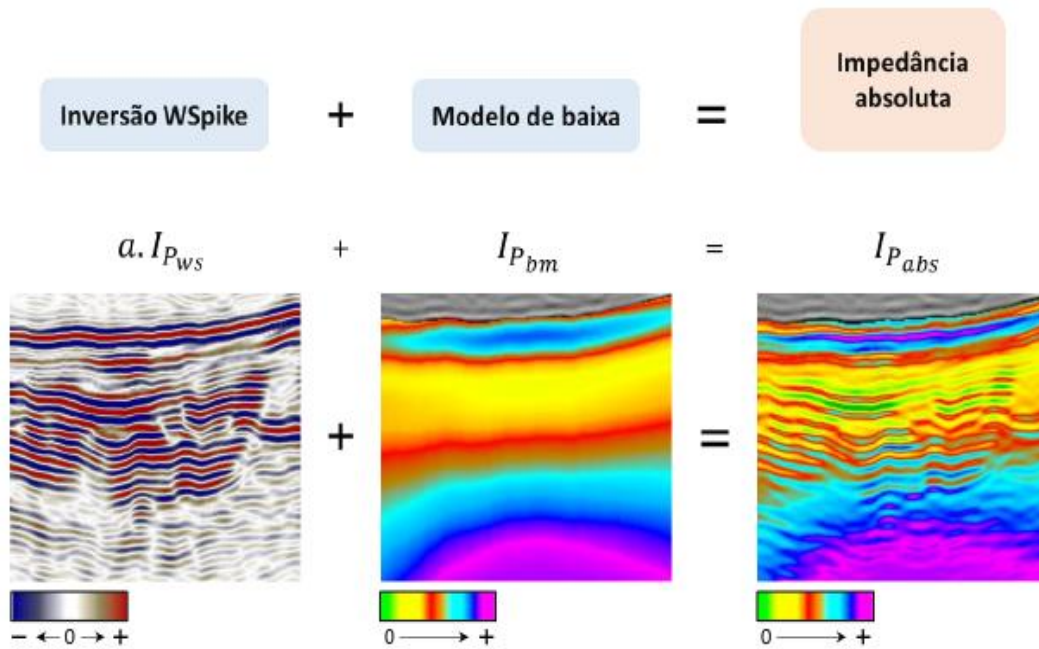 Inversão WSpike + Modelo de baixa = Impedância
absoluta
a. I_{P_{ws}} + I_{P_{bm}} = I_{P_{abs}}
+ =
− ← 0 → + 0 → + 0 → +